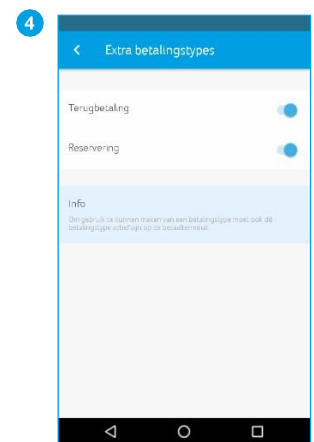 4
Extra betalingstypes
Terugbetaling
Reservering
Info
Om gebruik te kunnen maken van een betalingstype moet ook dit
betalingstype actief zijn op de betaalterminal.